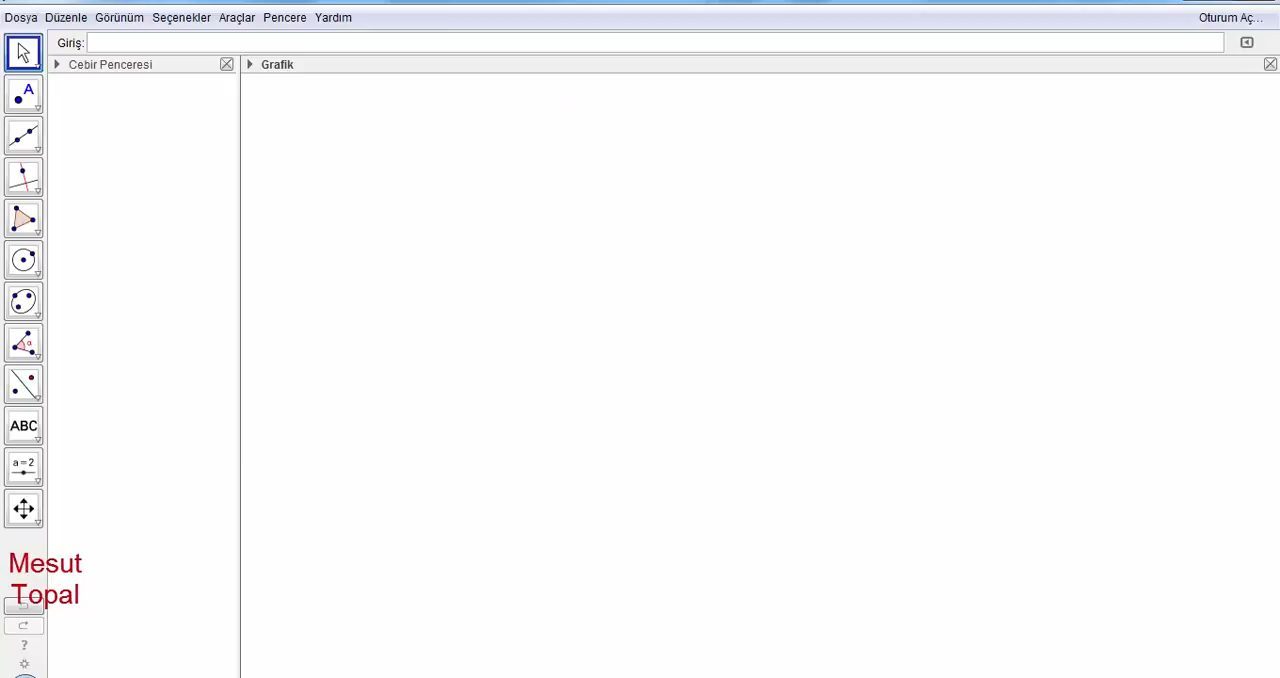 Dosya Düzenle Görünüm Seçenekler Araçlar Pencere Yardım Oturum Aç...
Giriş:
Cebir Penceresi
Grafik
A
α
ABC
a=2
Mesut
Topal
?